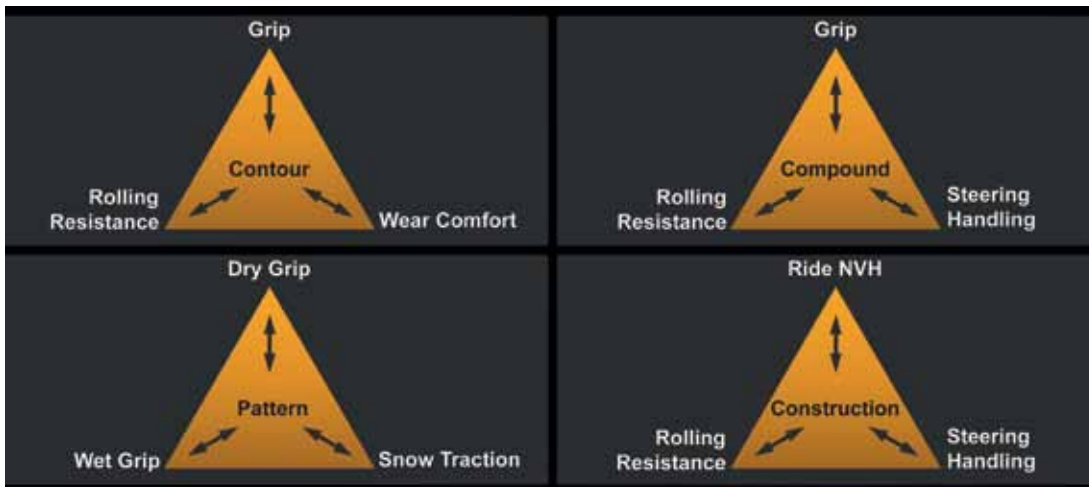 Grip
Contour
Rolling
Resistance
Wear Comfort
Grip
Compound
Rolling
Resistance
Steering
Handling
Dry Grip
Pattern
Wet Grip
Snow Traction
Ride NVH
Construction
Rolling
Resistance
Steering
Handling